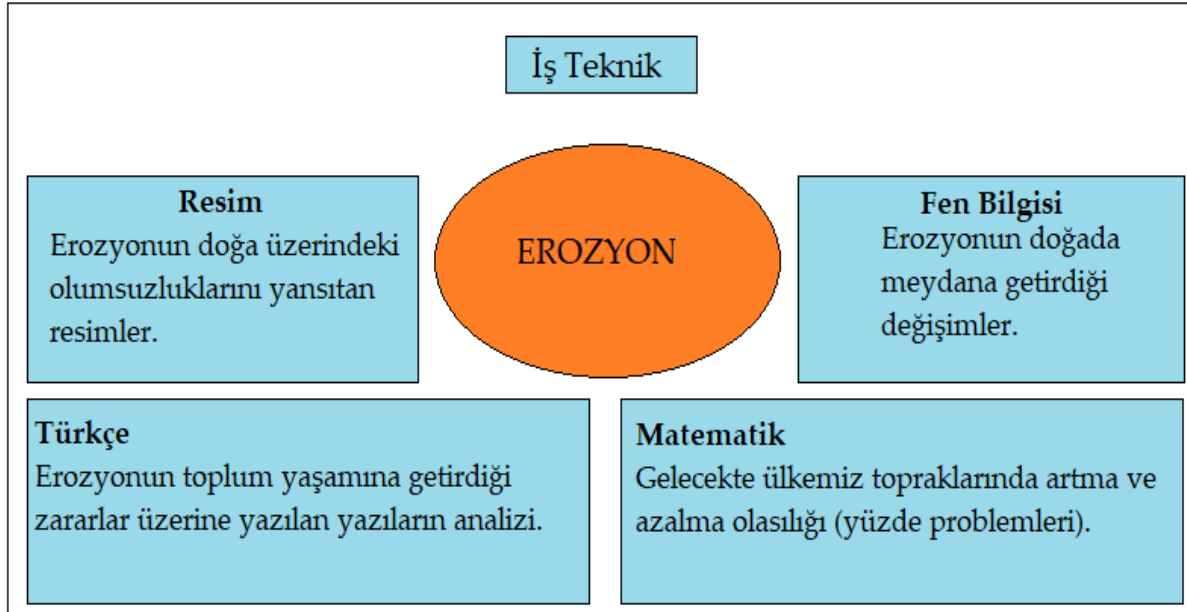 İş Teknik
Resim
Erozyonun doğa üzerindeki
olumsuzluklarını yansıtan
resimler.
EROZYON
Fen Bilgisi
Erozyonun doğada
meydana getirdiği
değişimler.
Türkçe
Erozyonun toplum yaşamına getirdiği
zararlar üzerine yazılan yazıların analizi.
Matematik
Gelecekte ülkemiz topraklarında artma ve
azalma olasılığı (yüzde problemleri).